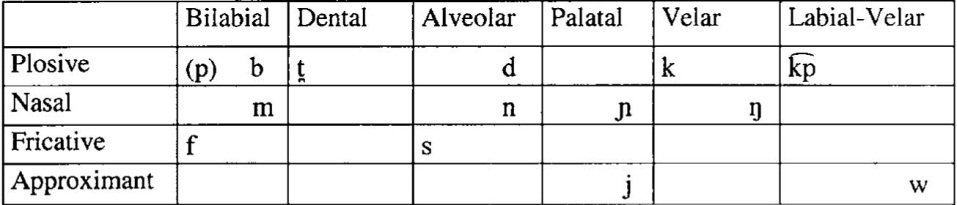 Bilabial Dental Alveolar Palatal Velar Labial-Velar
Plosive (p) b t̪ d k k͡p
Nasal m n ɲ ŋ
Fricative f s
Approximant j w